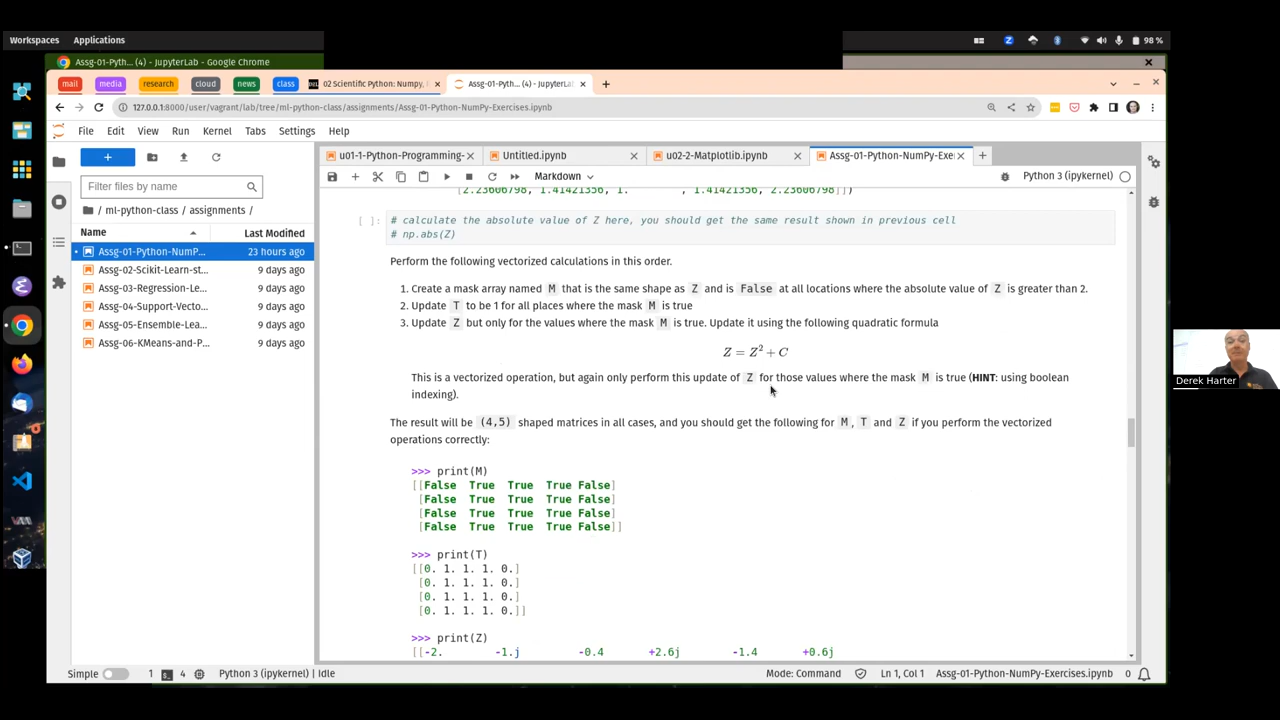 Workspaces Applications
98 %
Assg-01-Pyth... (4) - JupyterLab - Google Chrome
mail media research cloud news class 02 Scientific Python: Numpy, Assg-01-Pyth... (4) - JupyterLab
127.0.0.1:8000/user/vagrant/lab/tree/ml-python-class/assignments/Assg-01-Python-NumPy-Exercises.ipynb
File Edit View Run Kernel Tabs Settings Help
u01-1-Python-Programming- Untitled.ipynb u02-2-Matplotlib.ipynb Assg-01-Python-NumPy-Exe
Markdown Python 3 (ipykernel)
Filter files by name
/ ml-python-class / assignments /
Name Last Modified
Assg-01-Python-NumP... 23 hours ago
Assg-02-Scikit-Learn-st... 9 days ago
Assg-03-Regression-Le... 9 days ago
Assg-04-Support-Vecto... 9 days ago
Assg-05-Ensemble-Lea... 9 days ago
Assg-06-KMeans-and-P... 9 days ago
[2.23606798, 1.41421356, 1. , 1.41421356, 2.23606798]])
[ ]: # calculate the absolute value of Z here, you should get the same result shown in previous cell
# np.abs(Z)
Perform the following vectorized calculations in this order.
1. Create a mask array named M that is the same shape as Z and is False at all locations where the absolute value of Z is greater than 2.
2. Update T to be 1 for all places where the mask M is true
3. Update Z but only for the values where the mask M is true. Update it using the following quadratic formula
Z = Z² + C
This is a vectorized operation, but again only perform this update of Z for those values where the mask M is true (HINT: using boolean
indexing).
The result will be (4,5) shaped matrices in all cases, and you should get the following for M, T and Z if you perform the vectorized
operations correctly:
>>> print(M)
[[False True True True False]
[False True True True False]
[False True True True False]
[False True True True False]]
>>> print(T)
[[0. 1. 1. 1. 0.]
[0. 1. 1. 1. 0.]
[0. 1. 1. 1. 0.]
[0. 1. 1. 1. 0.]]
>>> print(Z)
[[-2. -1.j -0.4 +2.6j -1.4 +0.6j
Derek Harter
Simple 1 4 Python 3 (ipykernel) | Idle Mode: Command Ln 1, Col 1 Assg-01-Python-NumPy-Exercises.ipynb 0